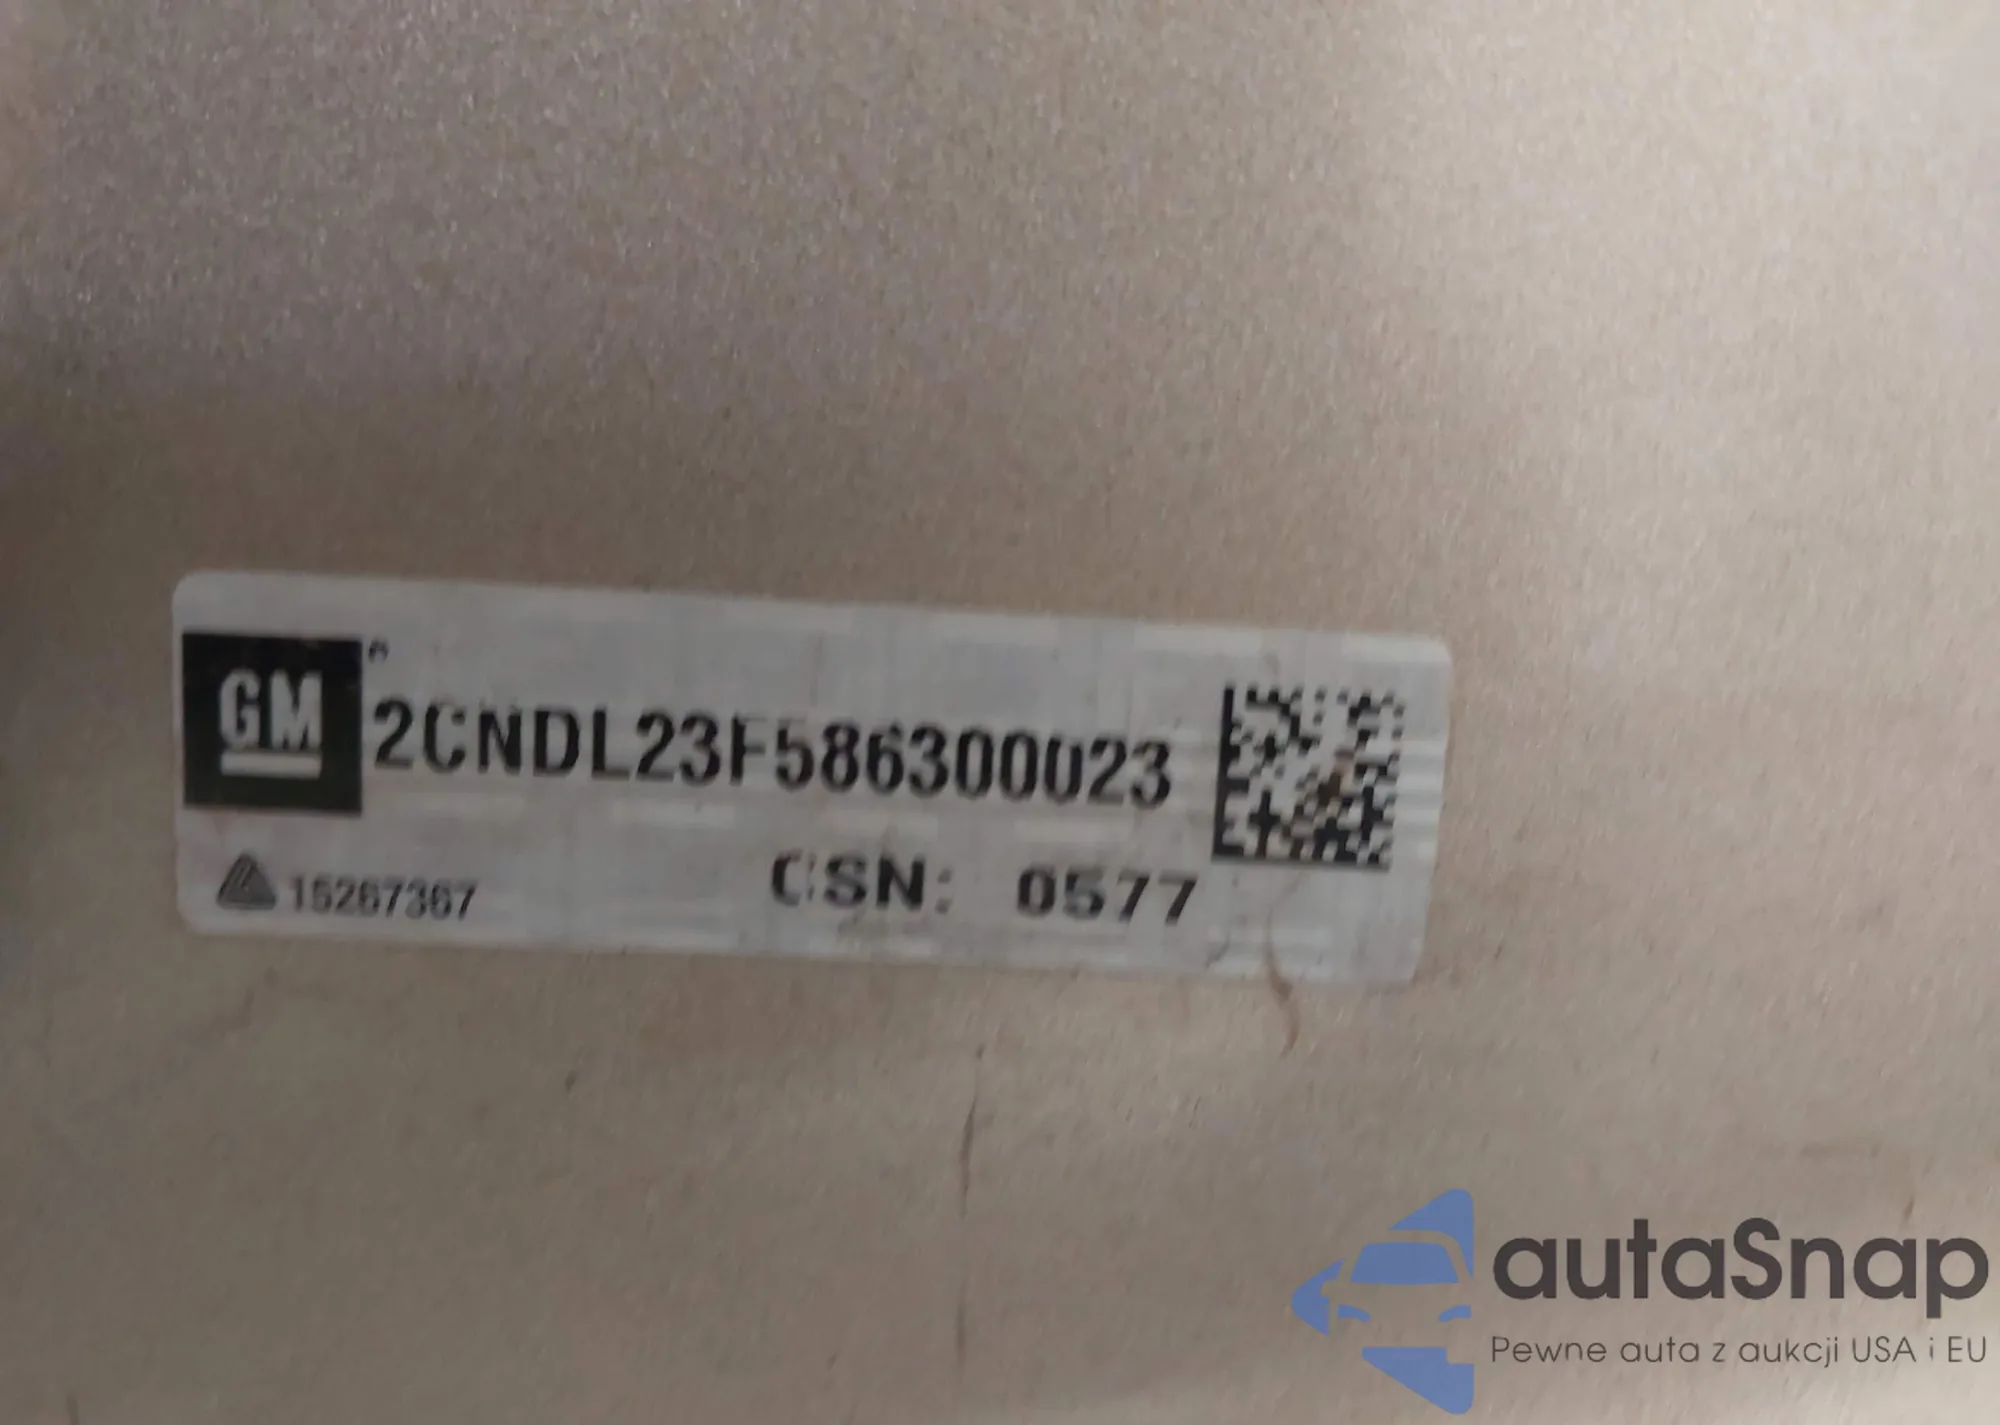 GM
2CNDL23F586300023
15267367
CSN: 0577
autaSnap
Pewne auta z aukcji USA i EU